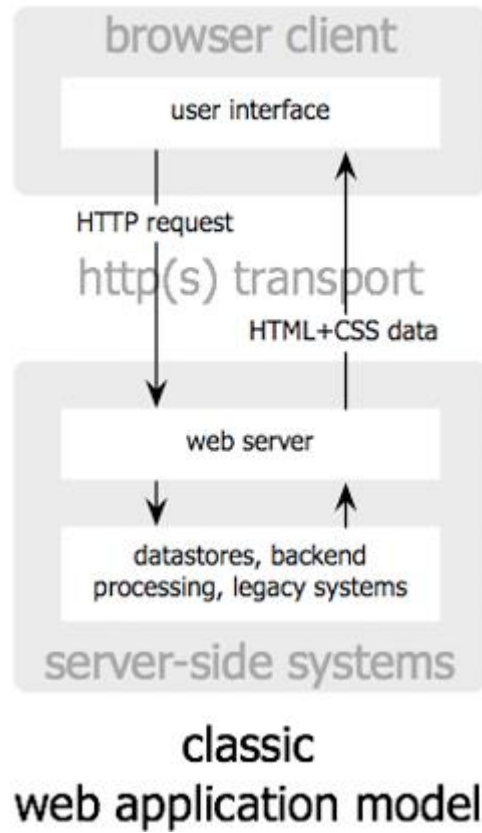 browser client
user interface
HTTP request
http(s) transport
HTML+CSS data
web server
datastores, backend
processing, legacy systems
server-side systems
classic
web application model